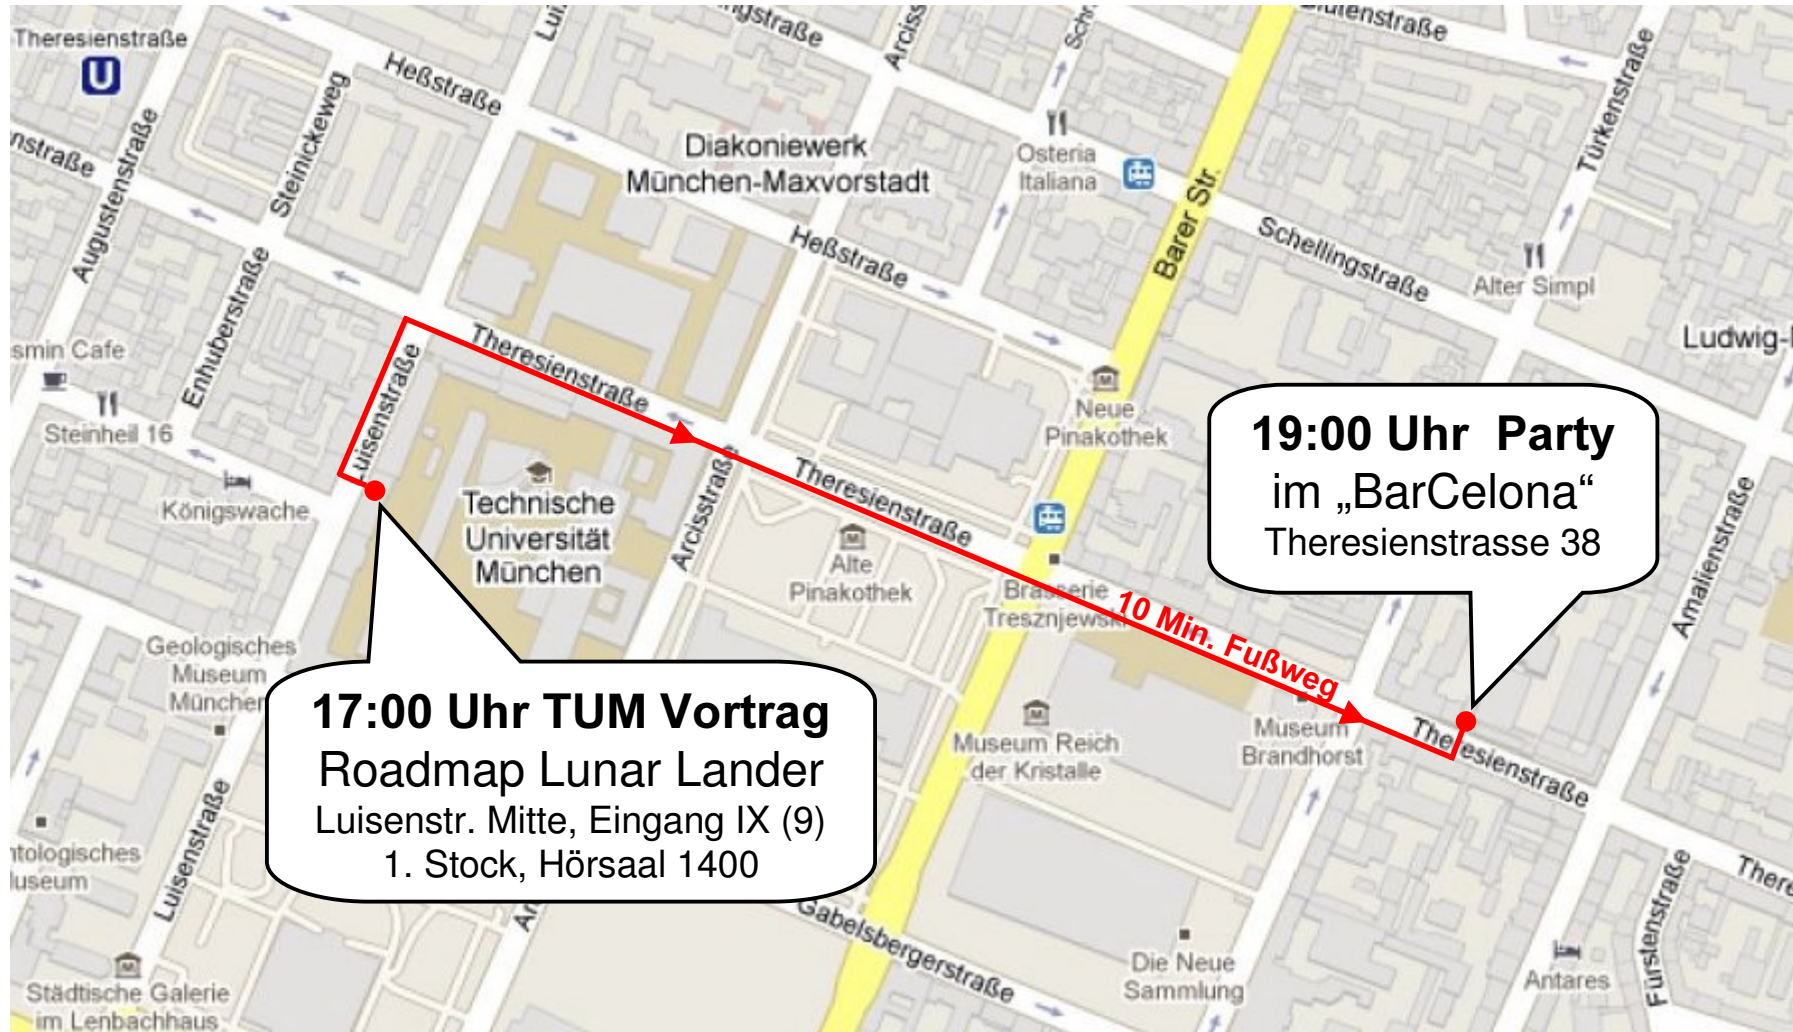 Theresienstraße
U
Heßstraße
Steinickeweg
Augustenstraße
Enhuberstraße
Diakoniewerk
München-Maxvorstadt
Heßstraße
Osteria
Italiana
Barer Str.
Schellingstraße
Türkenstraße
Alter Simpl
Steinheil 16
Königswache
Luisenstraße
Theresienstraße
Technische
Universität
München
Arcisstraße
Theresienstraße
Alte
Pinakothek
Neue
Pinakothek
Brasserie
Tresznjewski
10 Min. Fußweg
19:00 Uhr Party
im „BarCelona“
Theresienstrasse 38
Amalienstraße
Geologisches
Museum
München
17:00 Uhr TUM Vortrag
Roadmap Lunar Lander
Luisenstr. Mitte, Eingang IX (9)
1. Stock, Hörsaal 1400
Museum Reich
der Kristalle
Museum
Brandhorst
Theresienstraße
Luisenstraße
Gabelsbergerstraße
Die Neue
Sammlung
Antares
Fürstenstraße
Städtische Galerie
im Lenbachhaus